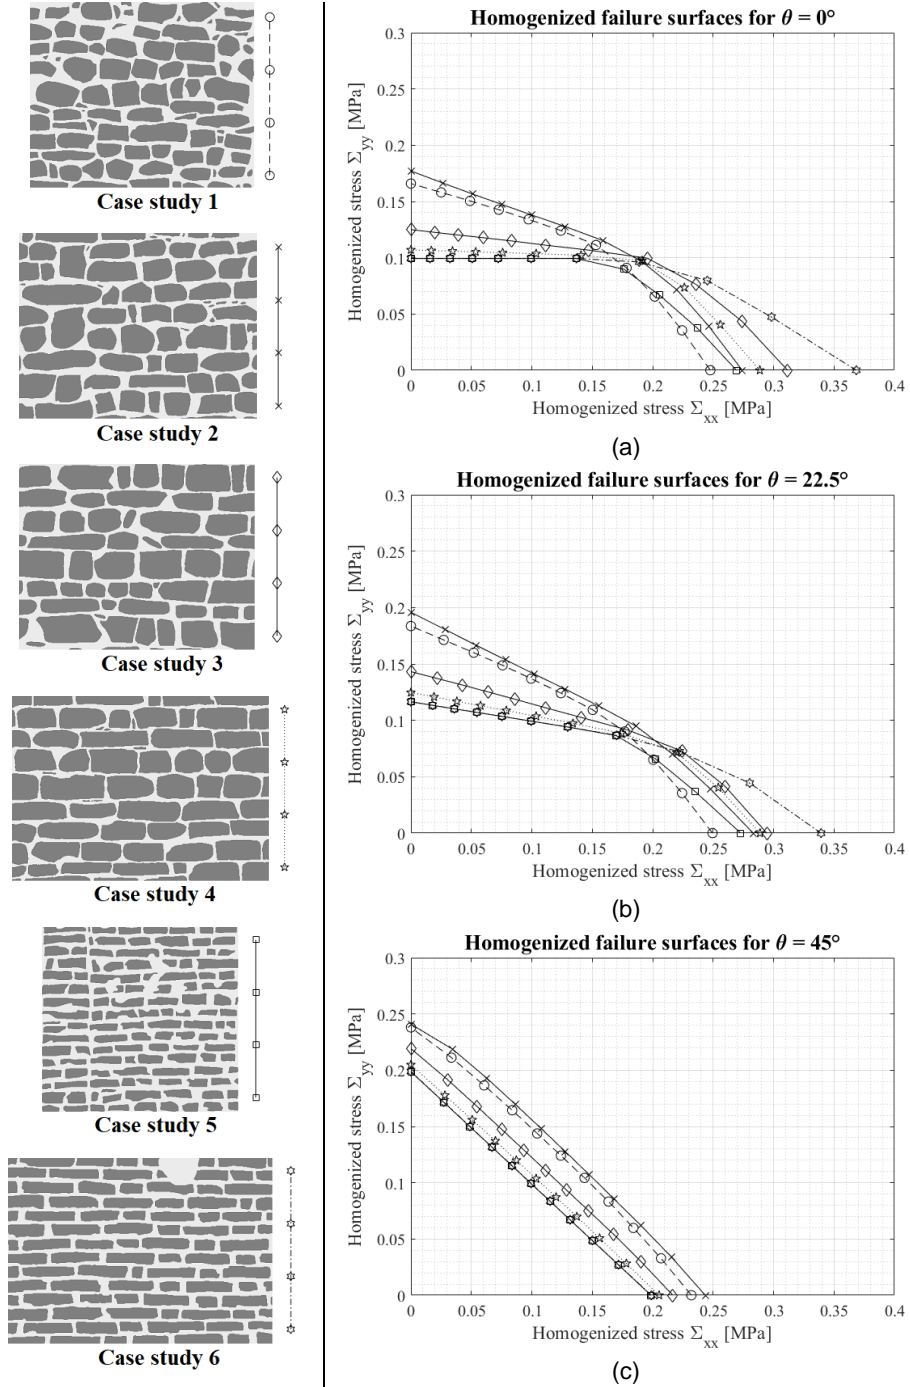 Case study 1
Case study 2
Case study 3
Case study 4
Case study 5
Case study 6
Homogenized failure surfaces for θ = 0°
Homogenized stress Σyy [MPa]
0.3
0.25
0.2
0.15
0.1
0.05
0
0 0.05 0.1 0.15 0.2 0.25 0.3 0.35 0.4
Homogenized stress Σxx [MPa]
(a)
Homogenized failure surfaces for θ = 22.5°
Homogenized stress Σyy [MPa]
0.3
0.25
0.2
0.15
0.1
0.05
0
0 0.05 0.1 0.15 0.2 0.25 0.3 0.35 0.4
Homogenized stress Σxx [MPa]
(b)
Homogenized failure surfaces for θ = 45°
Homogenized stress Σyy [MPa]
0.3
0.25
0.2
0.15
0.1
0.05
0
0 0.05 0.1 0.15 0.2 0.25 0.3 0.35 0.4
Homogenized stress Σxx [MPa]
(c)